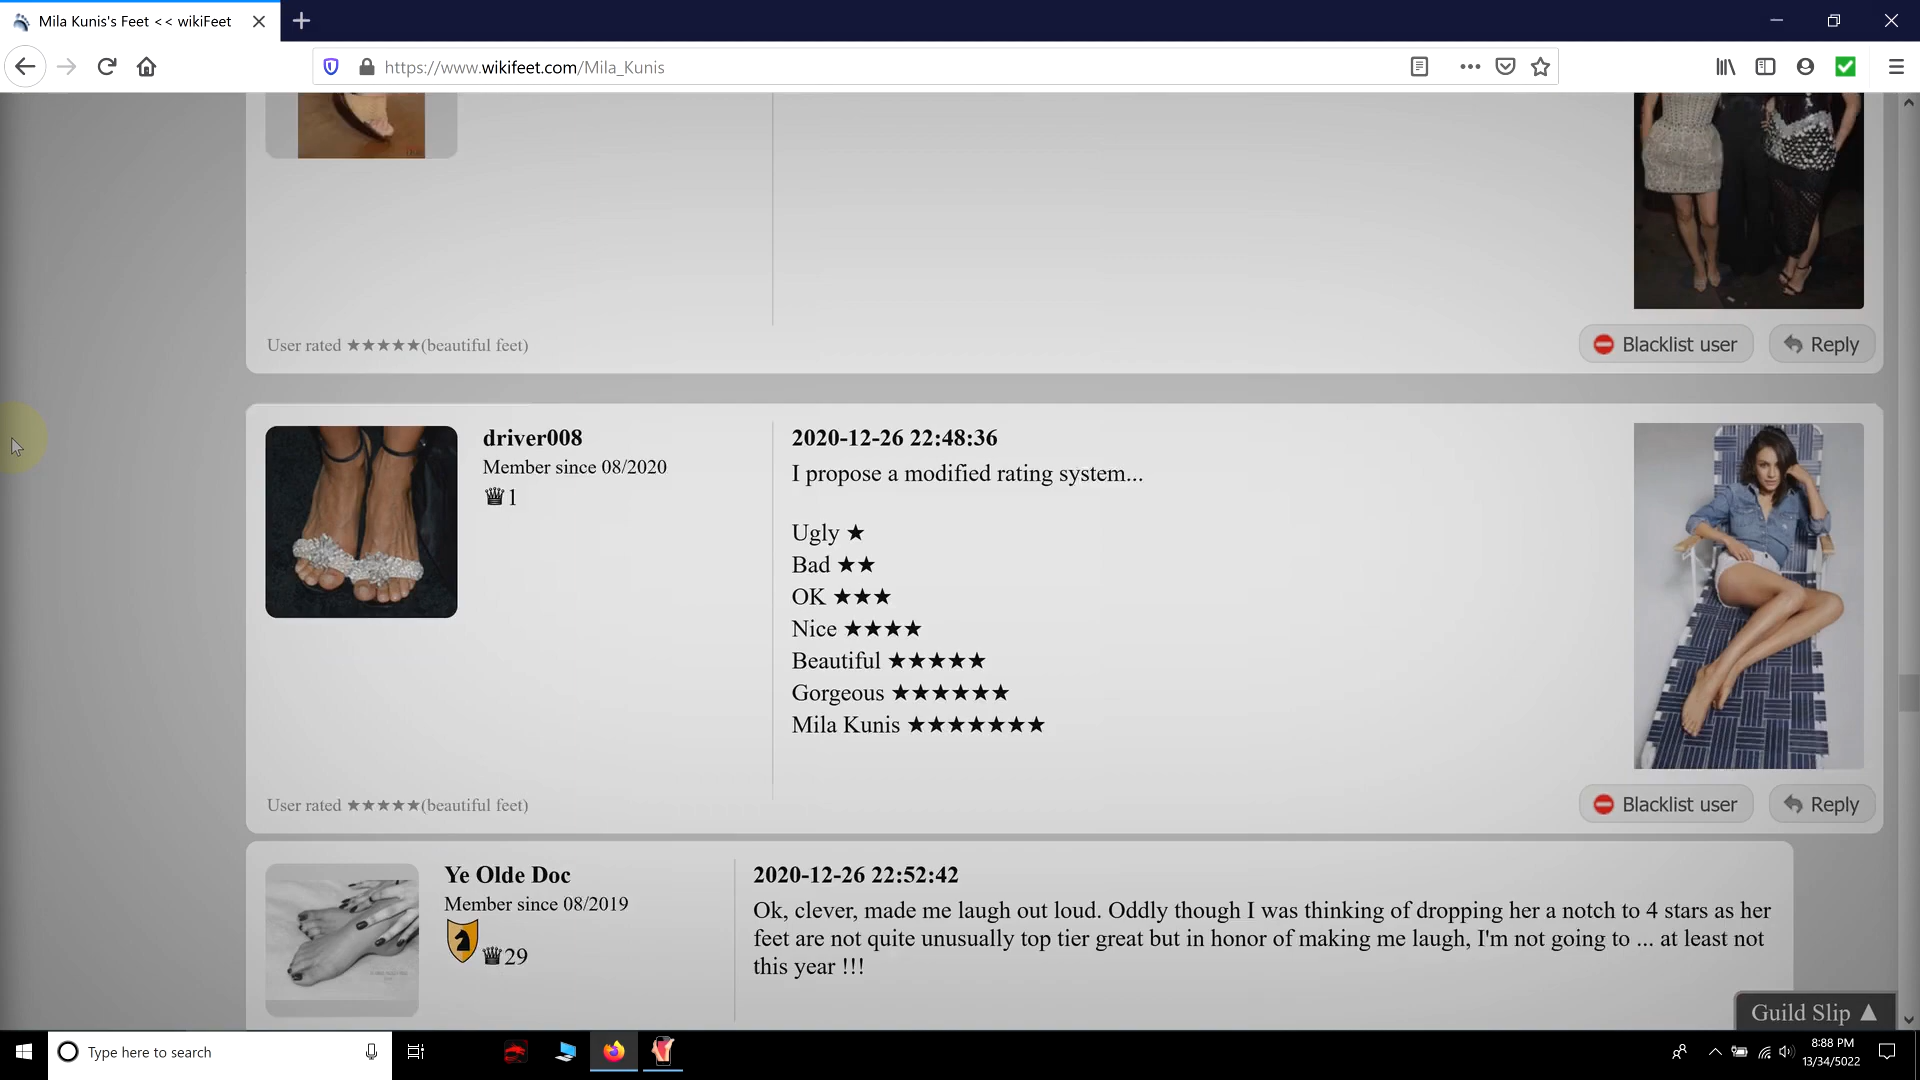 Mila Kunis's Feet << wikiFeet
https://www.wikifeet.com/Mila_Kunis
User rated ★★★★★(beautiful feet)
Blacklist user
Reply
driver008
Member since 08/2020
1
2020-12-26 22:48:36
I propose a modified rating system...
Ugly ★
Bad ★★
OK ★★★
Nice ★★★★
Beautiful ★★★★★
Gorgeous ★★★★★★
Mila Kunis ★★★★★★★
User rated ★★★★★(beautiful feet)
Blacklist user
Reply
Ye Olde Doc
Member since 08/2019
29
2020-12-26 22:52:42
Ok, clever, made me laugh out loud. Oddly though I was thinking of dropping her a notch to 4 stars as her
feet are not quite unusually top tier great but in honor of making me laugh, I'm not going to ... at least not
this year !!!
Guild Slip ▲
Type here to search
8:88 PM
13/34/5022